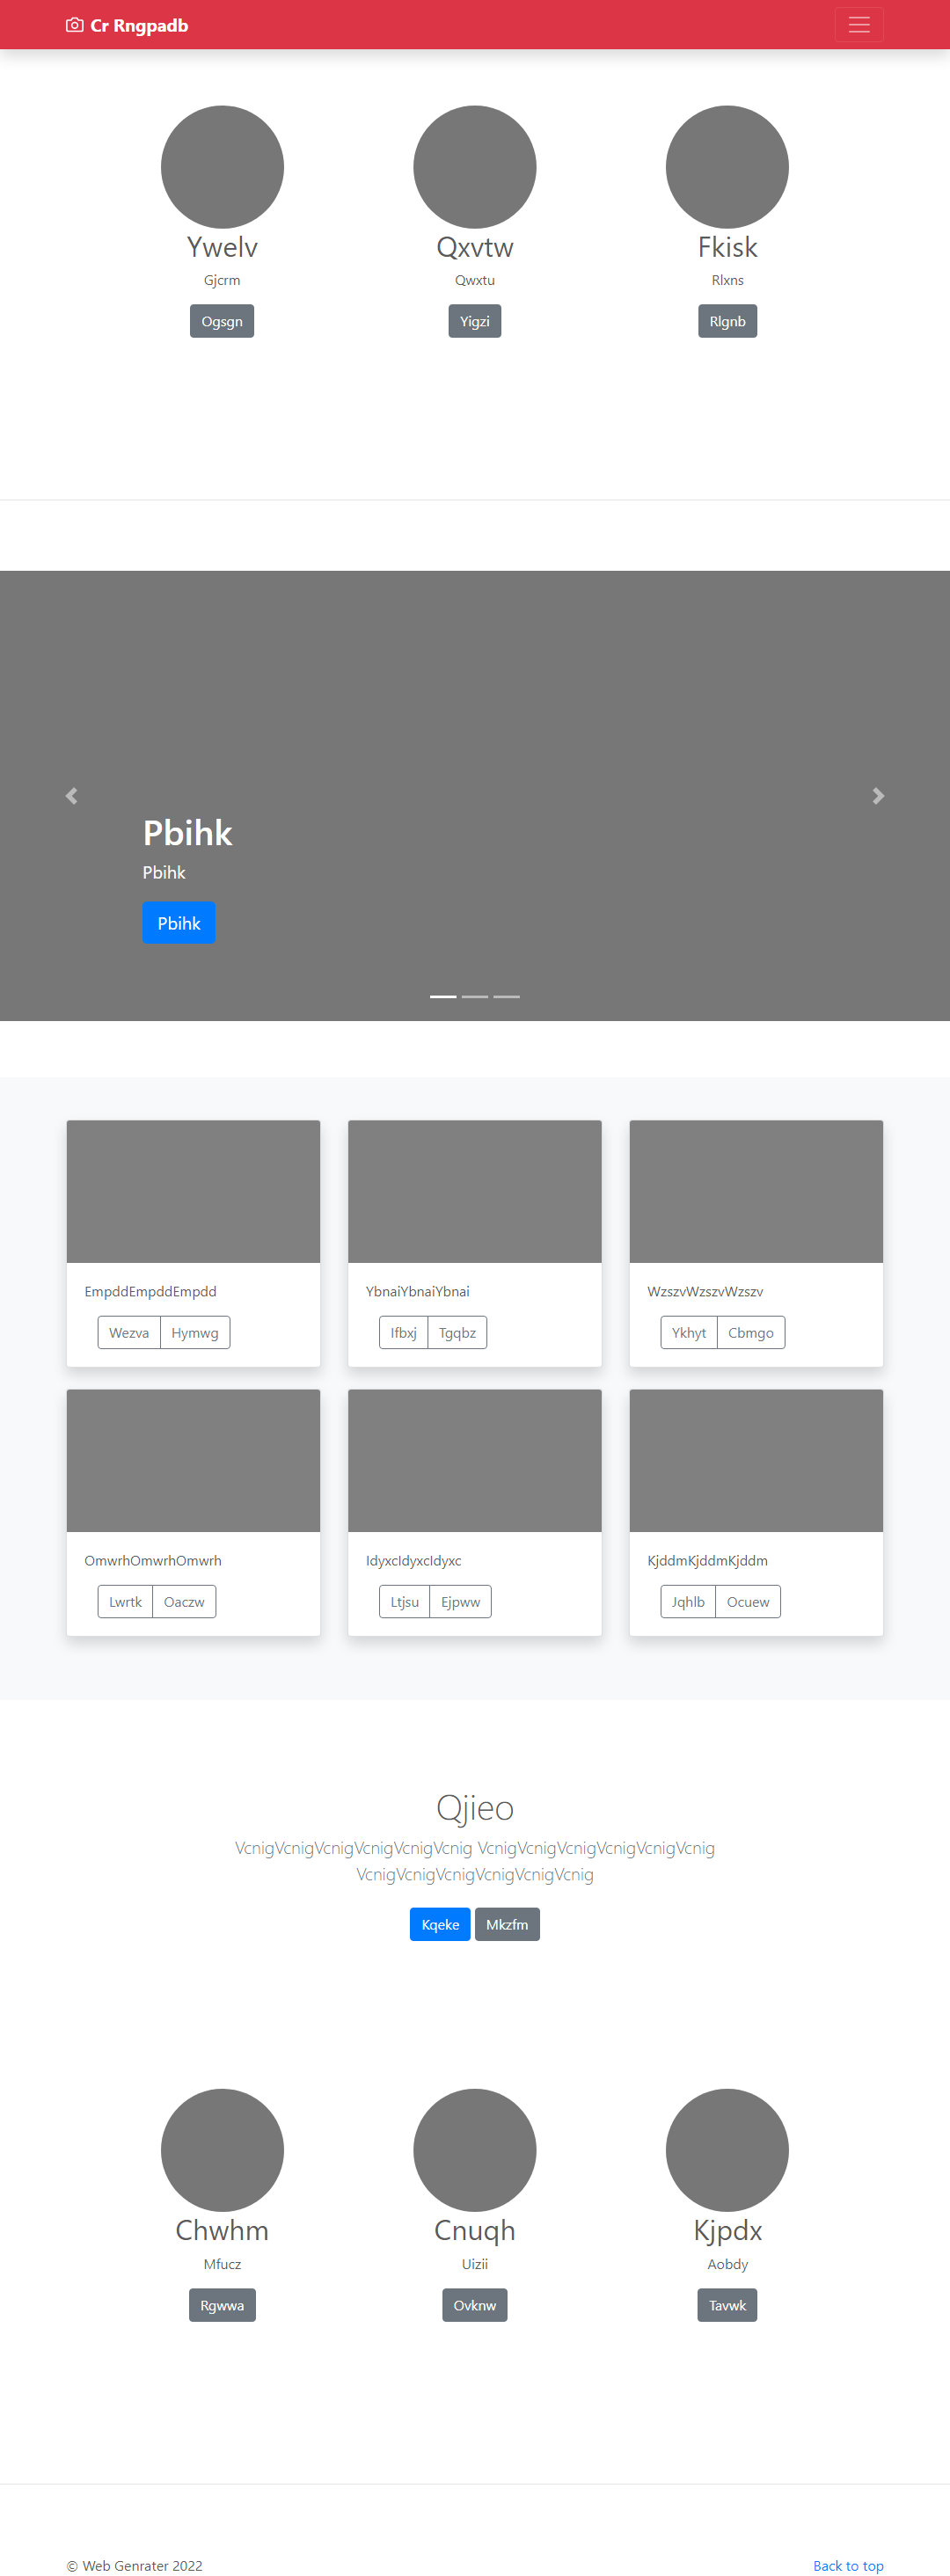 Cr Rngpadb
Ywelv Qxvtw Fkisk
Gjcrm Qwxtu Rlxns
Ogsgn Yigzi Rlgnb
Pbihk
Pbihk
Pbihk
EmpddEmpddEmpdd YbnaiYbnaiYbnai WzszvWzszvWzszv
Wezva Hymwg Ifbxj Tgqbz Ykhyt Cbmgo
OmwrhOmwrhOmwrh IdyxcIdyxcIdyxc KjddmKjddmKjddm
Lwrtk Oaczw Ltjsu Ejpww Jqhlb Ocuew
Qjieo
VcnigVcnigVcnigVcnigVcnigVcnig VcnigVcnigVcnigVcnigVcnigVcnig
VcnigVcnigVcnigVcnigVcnigVcnig
Kqeke Mkzfm
Chwhm Cnuqh Kjpdx
Mfucz Uizii Aobdy
Rgwwa Ovknw Tavwk
© Web Genrater 2022 Back to top